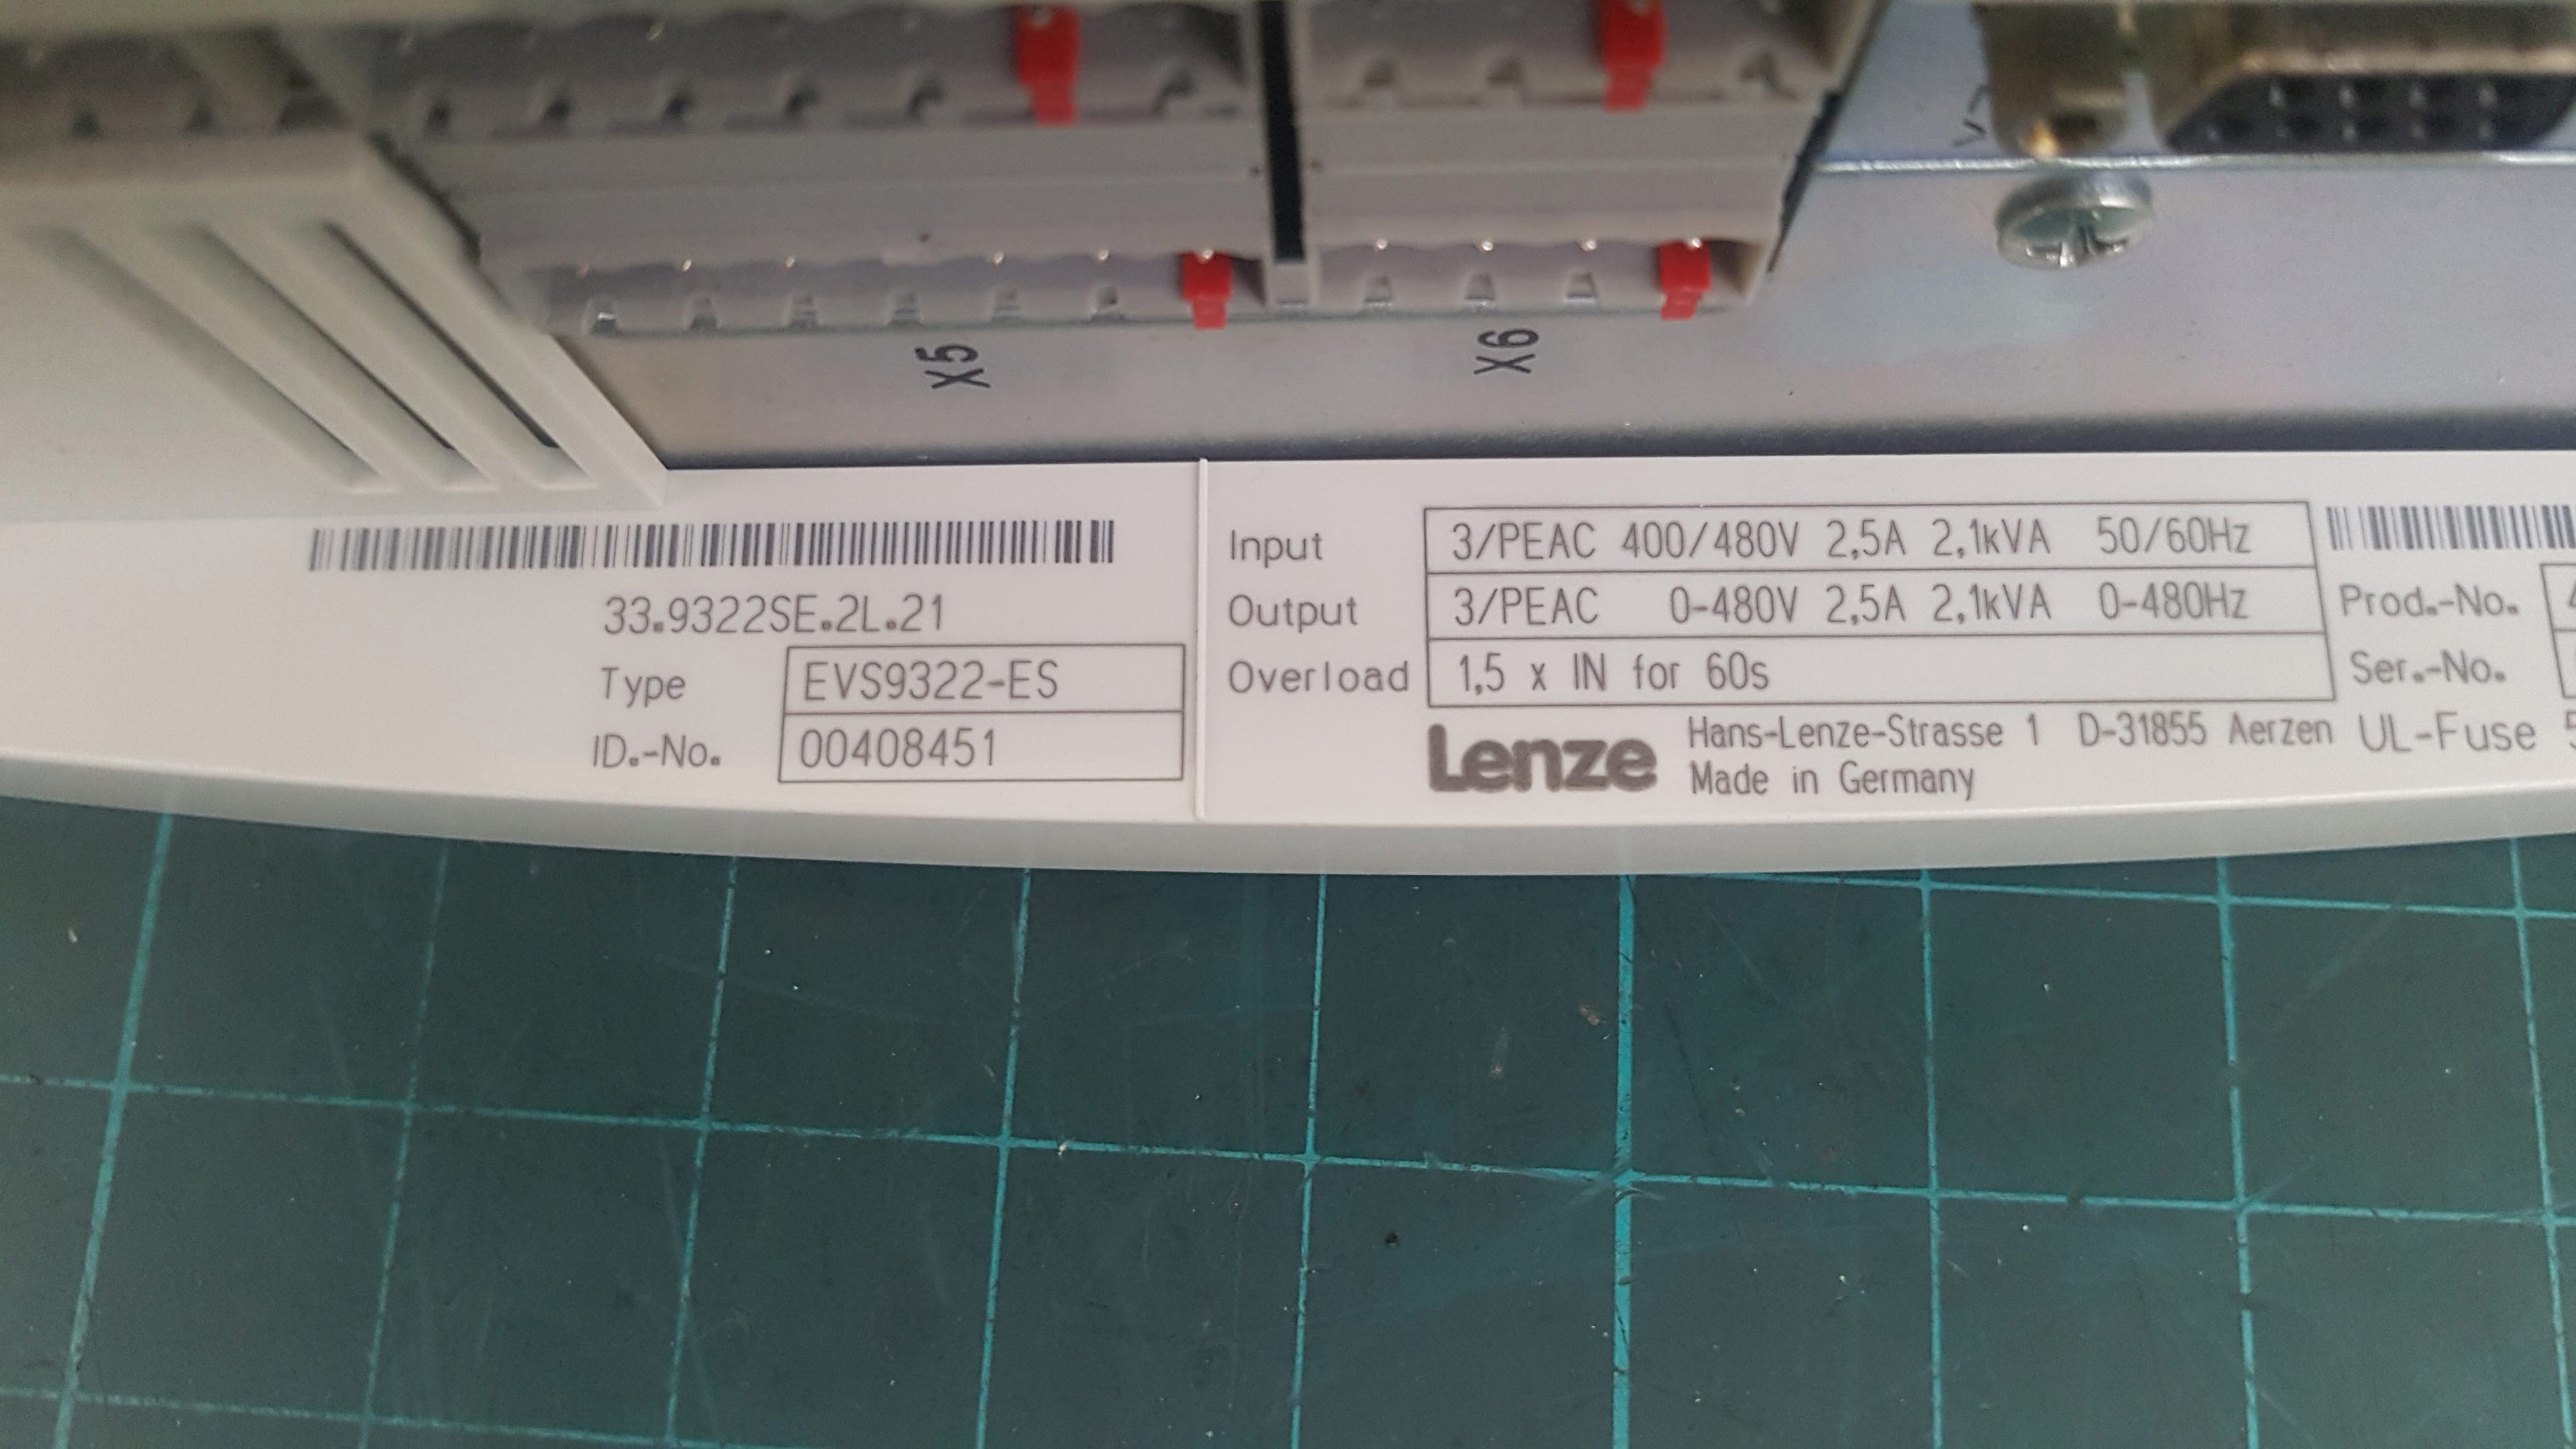 X5
X6
33.9322SE.2L.21
Type EVS9322-ES
ID.-No. 00408451
Input 3/PEAC 400/480V 2,5A 2,1kVA 50/60Hz
Output 3/PEAC 0-480V 2,5A 2,1kVA 0-480Hz
Overload 1,5 x IN for 60s
Lenze
Hans-Lenze-Strasse 1 D-31855 Aerzen
Made in Germany
Prod.-No.
Ser.-No.
UL-Fuse